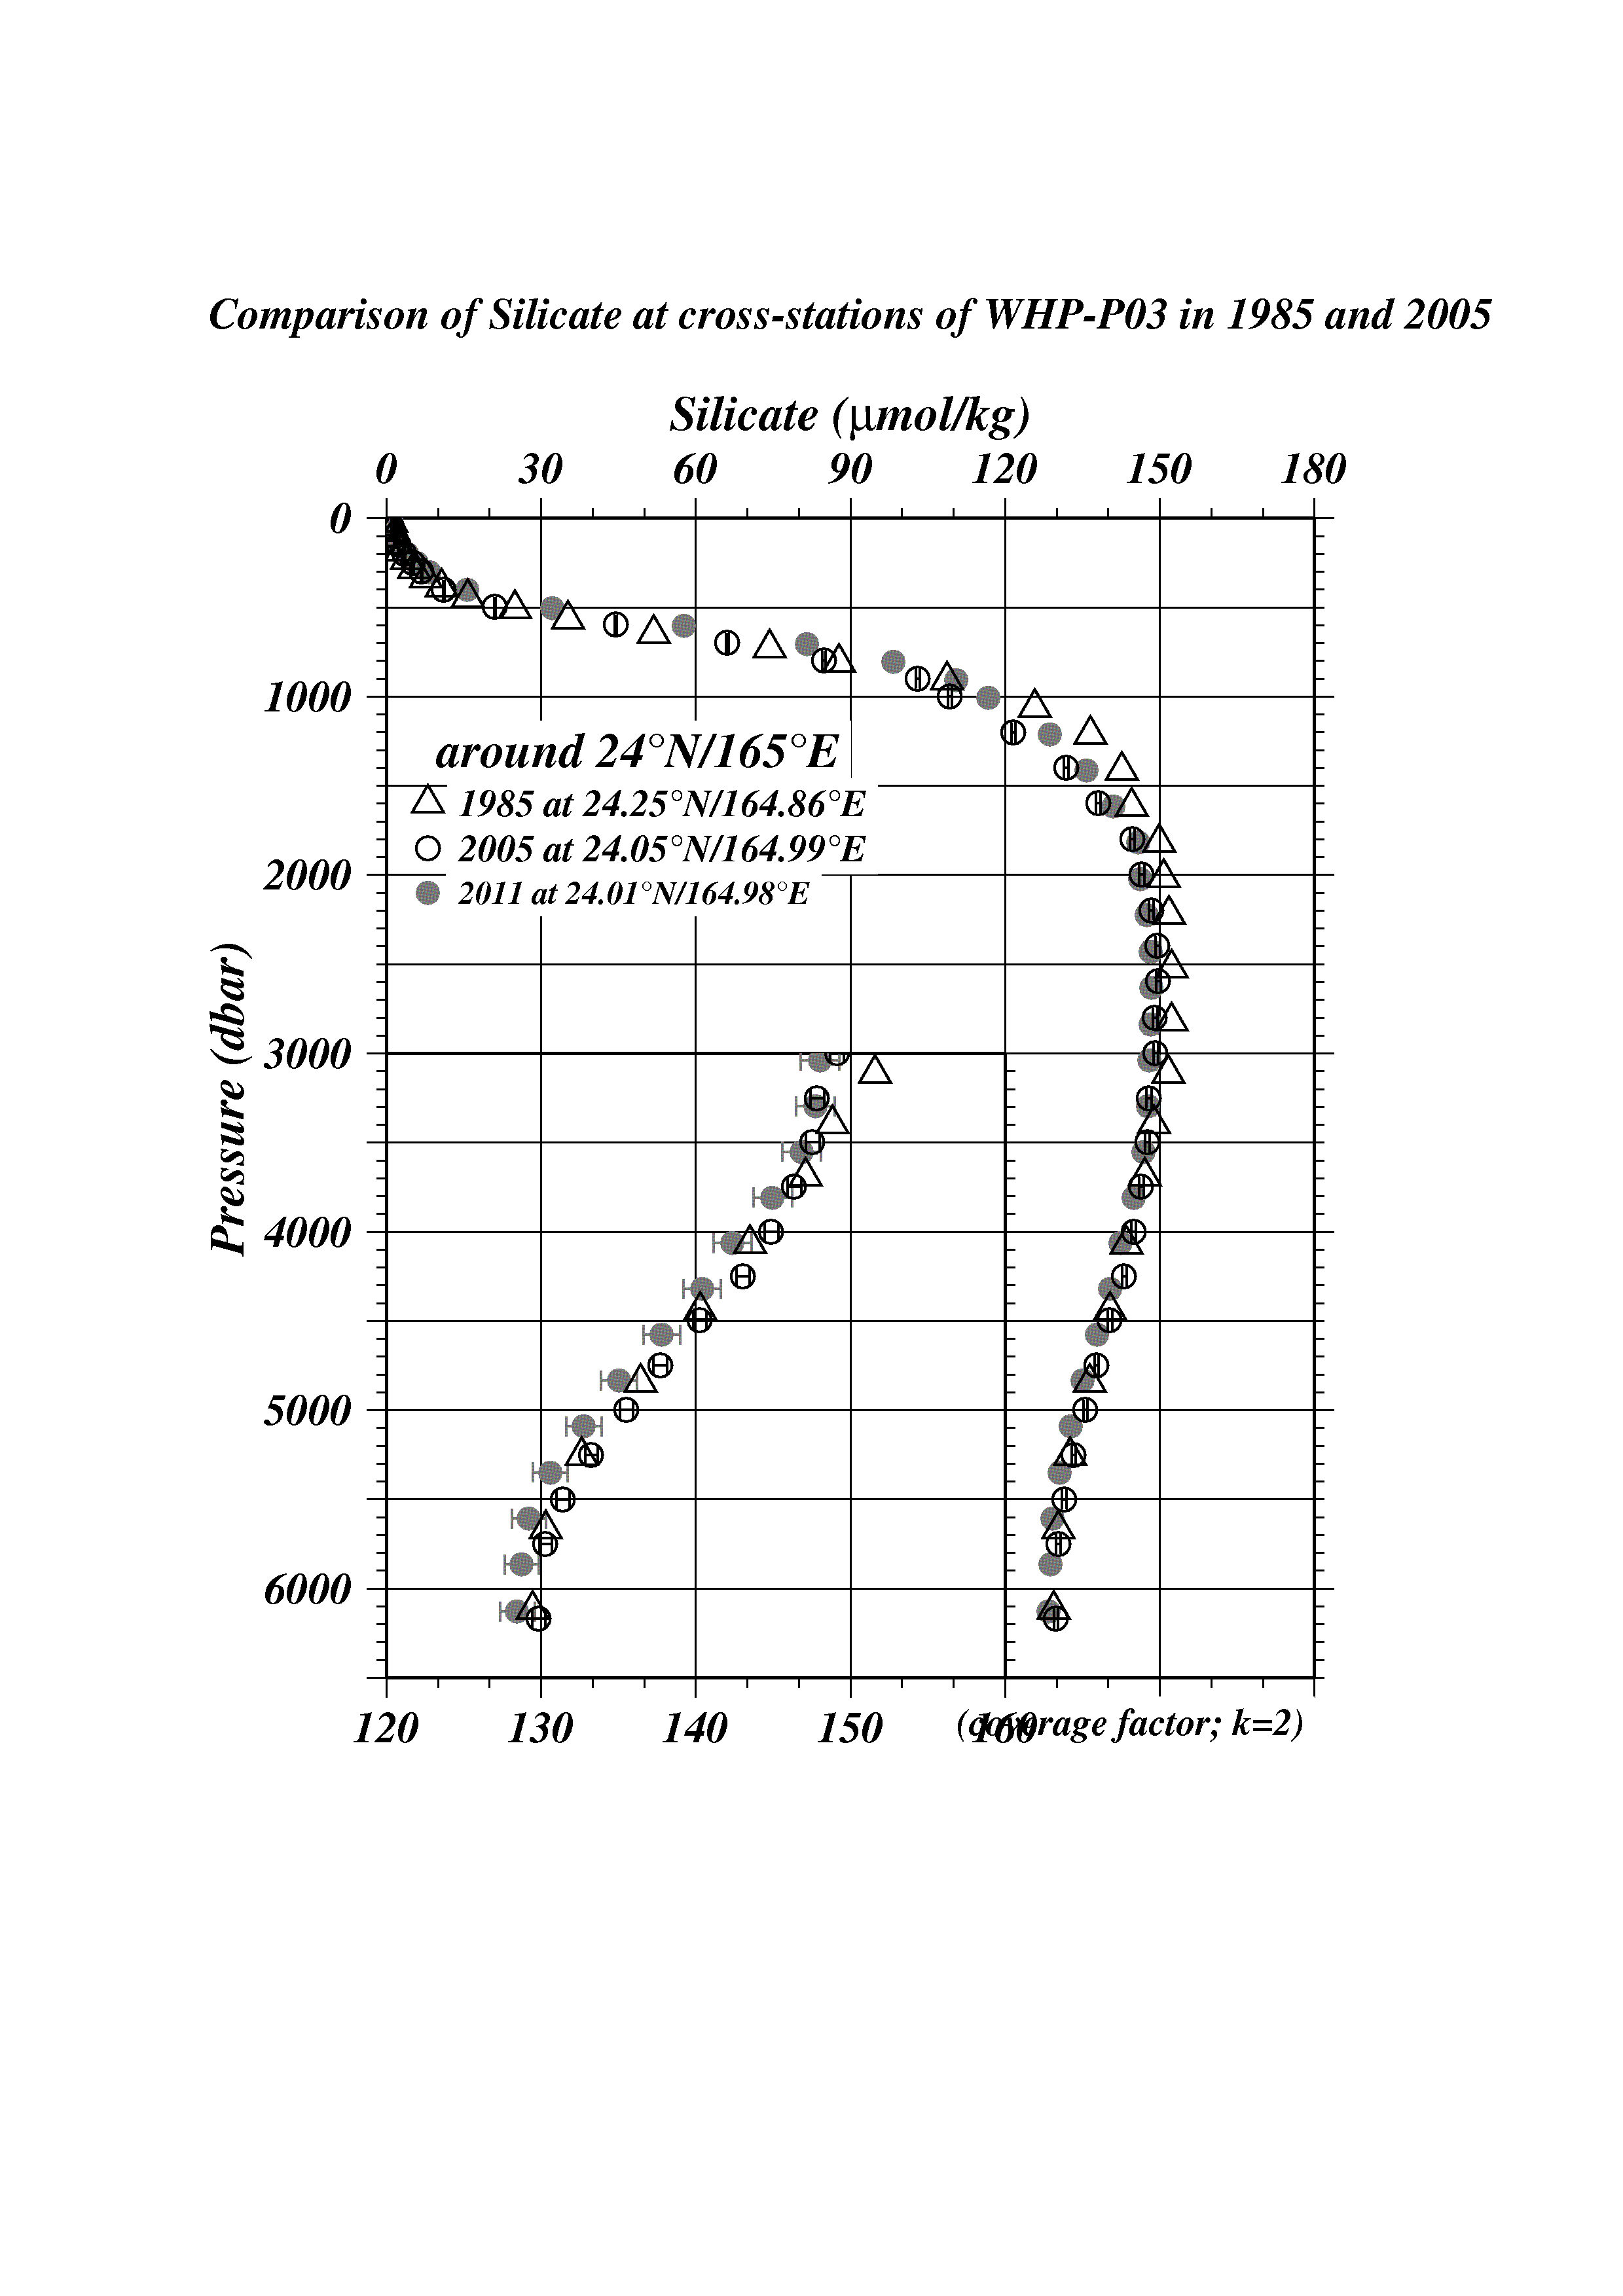 Comparison of Silicate at cross-stations of WHP-P03 in 1985 and 2005
Silicate (μmol/kg)
0 30 60 90 120 150 180
0
1000
around 24°N/165°E
1985 at 24.25°N/164.86°E
2005 at 24.05°N/164.99°E
2000
2011 at 24.01°N/164.98°E
Pressure (dbar)
3000
4000
5000
6000
120 130 140 150 160
(coverage factor; k=2)